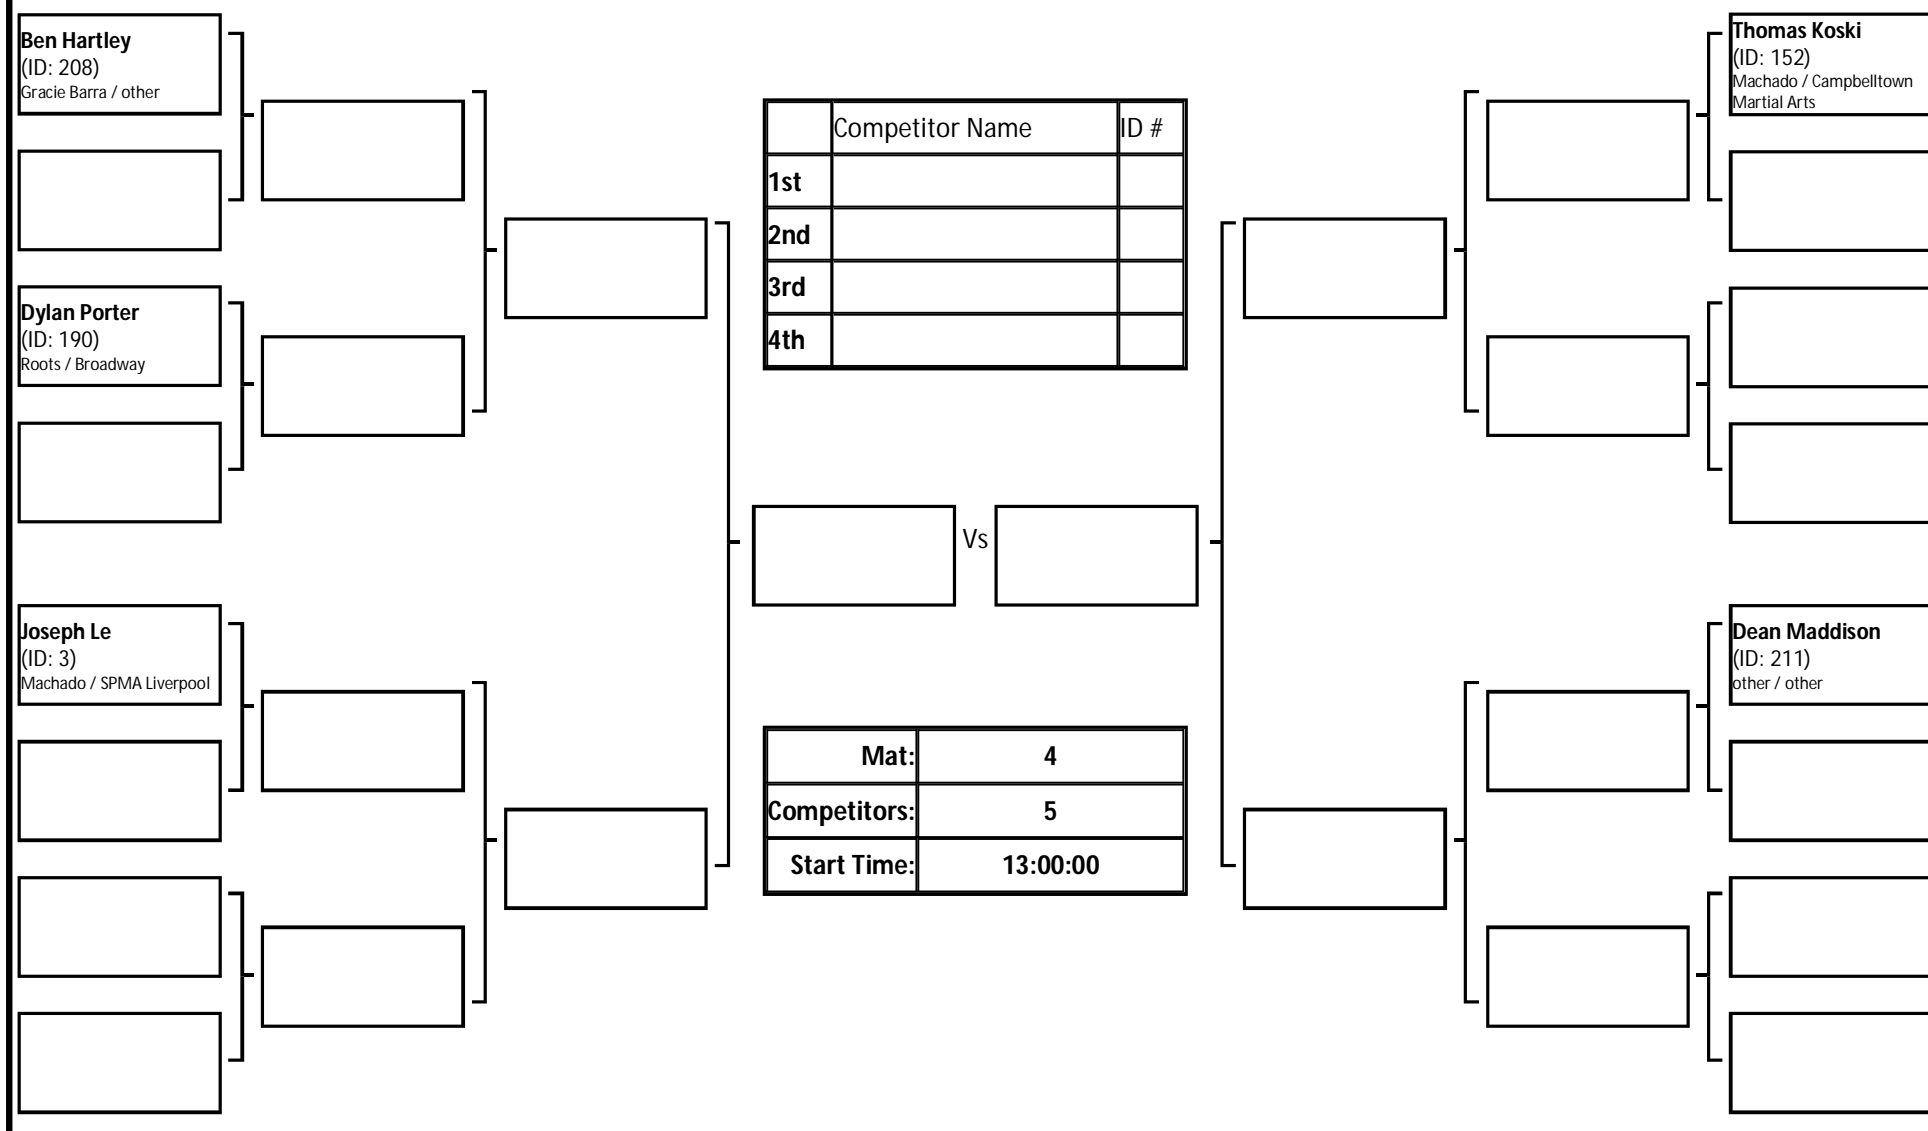 Ben Hartley
(ID: 208)
Gracie Barra / other
Dylan Porter
(ID: 190)
Roots / Broadway
Joseph Le
(ID: 3)
Machado / SPMA Liverpool
Competitor Name ID #
1st
2nd
3rd
4th
Vs
Mat: 4
Competitors: 5
Start Time: 13:00:00
Thomas Koski
(ID: 152)
Machado / Campbelltown
Martial Arts
Dean Maddison
(ID: 211)
other / other